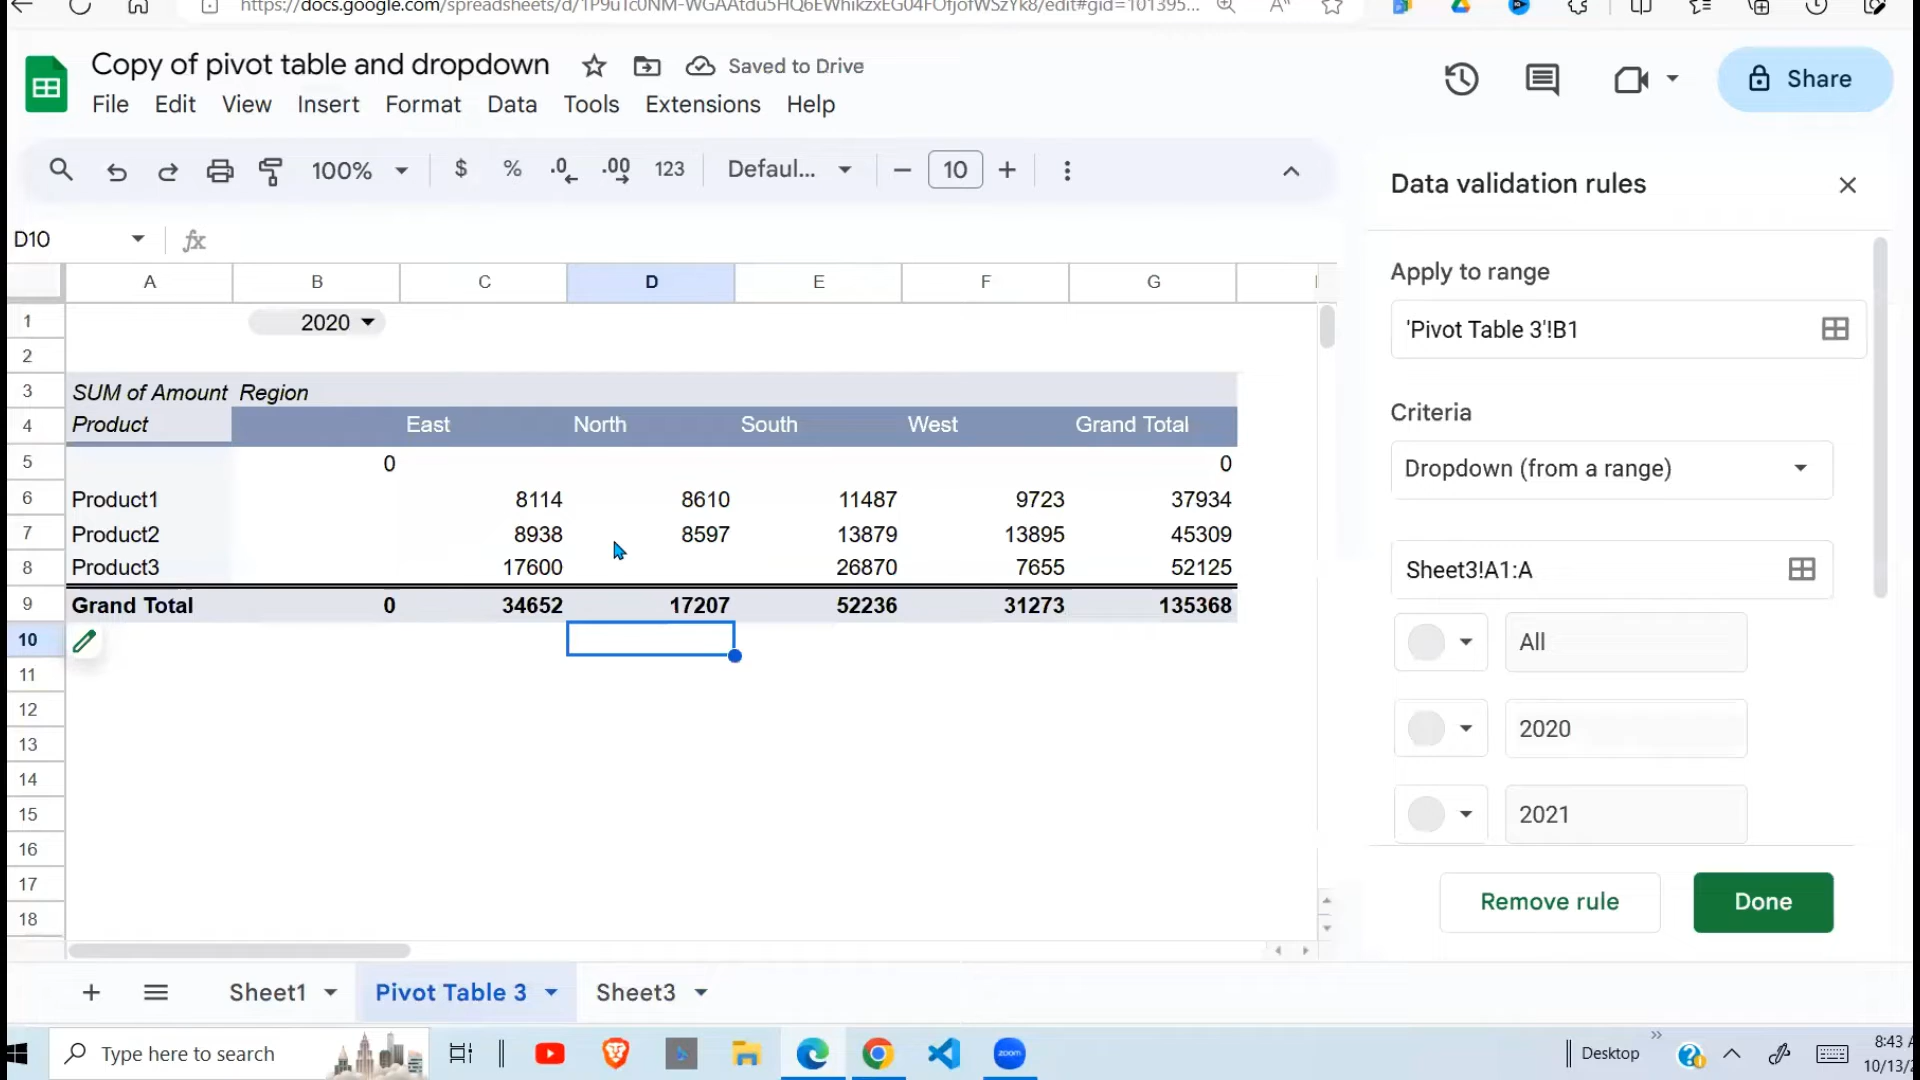 https://docs.google.com/spreadsheets/d/1P9uTc0NM-WGAAtdu5HQ6EWhikzxEG04FOfjofWSzYk8/edit#gid=101395...
Copy of pivot table and dropdown
Saved to Drive
File Edit View Insert Format Data Tools Extensions Help
Share
100% $ % .0 .00 123 Defaul... 10
D10 fx
A B C D E F G
1 2020
2
3 SUM of Amount Region
4 Product East North South West Grand Total
5 0 0
6 Product1 8114 8610 11487 9723 37934
7 Product2 8938 8597 13879 13895 45309
8 Product3 17600 26870 7655 52125
9 Grand Total 0 34652 17207 52236 31273 135368
10
11
12
13
14
15
16
17
18
Data validation rules
Apply to range
'Pivot Table 3'!B1
Criteria
Dropdown (from a range)
Sheet3!A1:A
All
2020
2021
Remove rule Done
Sheet1 Pivot Table 3 Sheet3
Type here to search
zoom
Desktop
8:43
10/13/